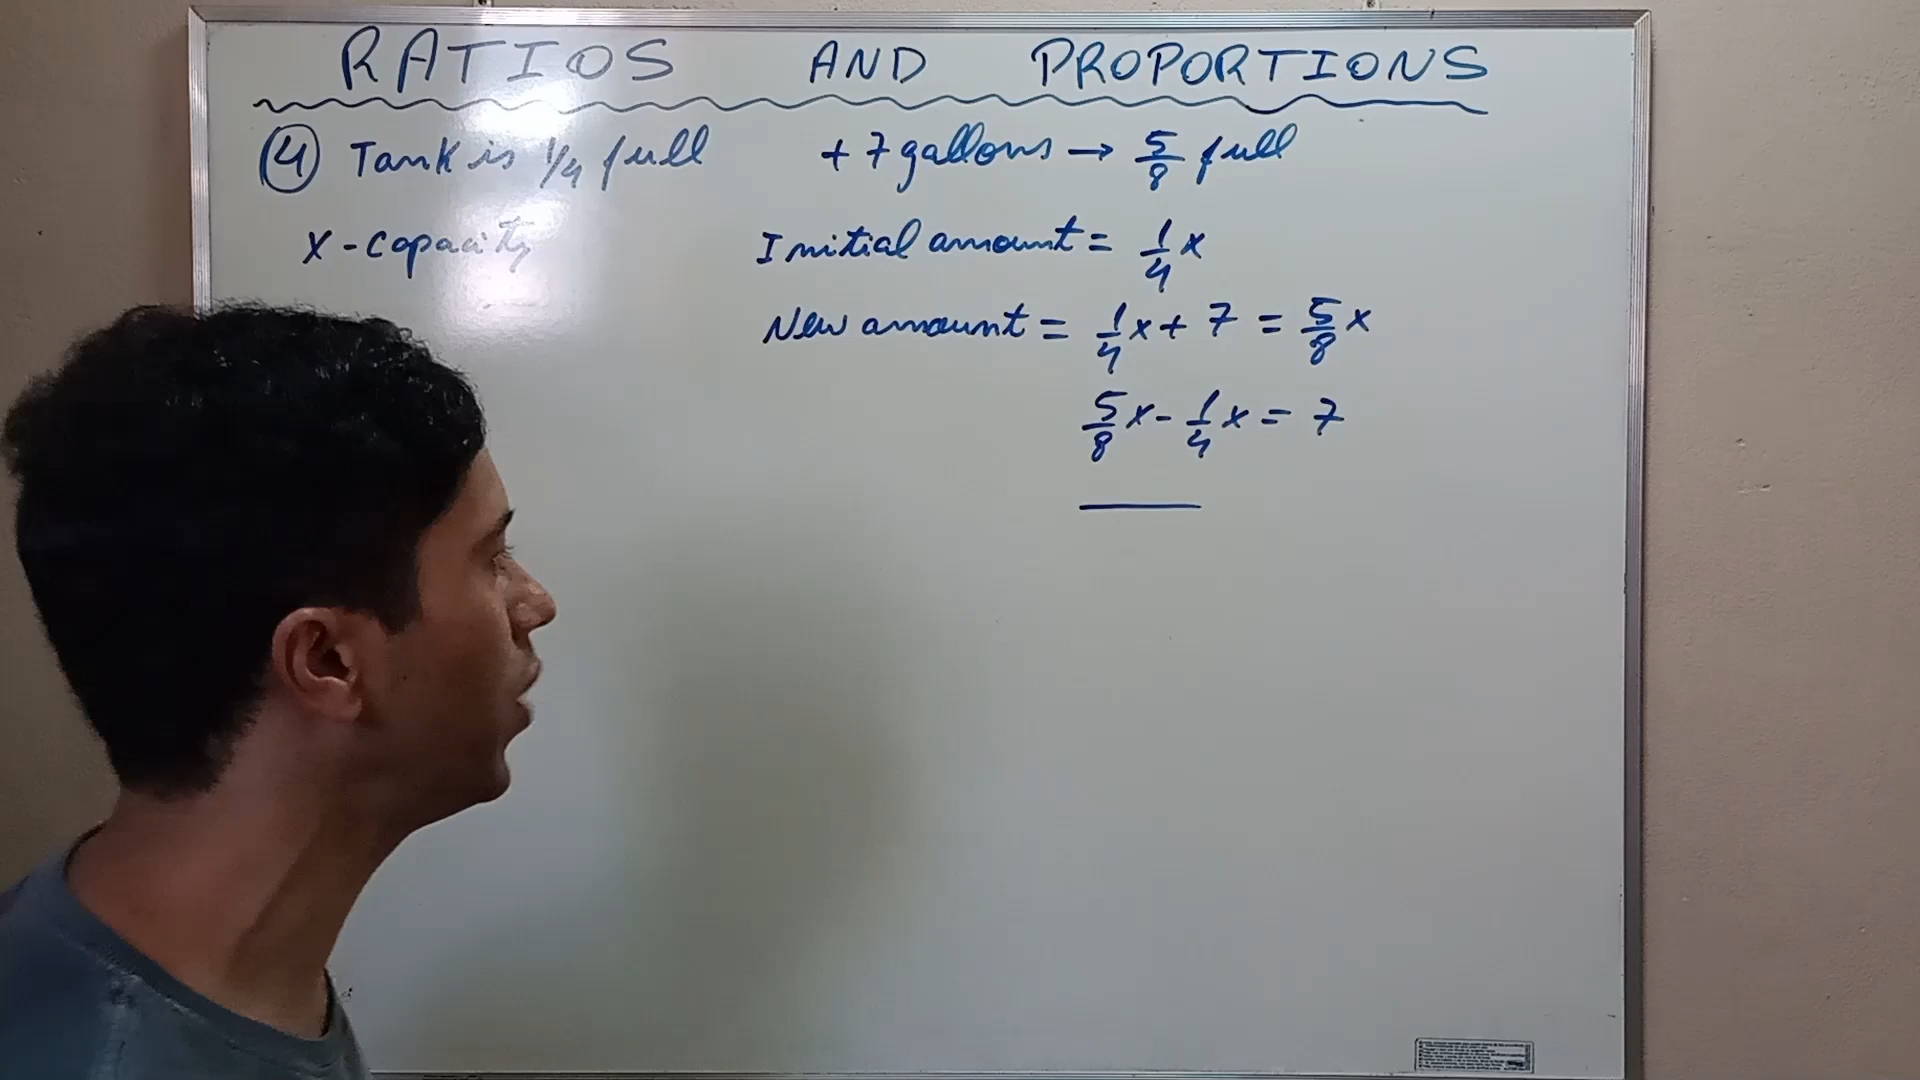 RATIOS AND PROPORTIONS
④ Tank is 1/4 full + 7 gallons → 5/8 full
x - capacity Initial amount = 1/4 x
New amount = 1/4 x + 7 = 5/8 x
5/8 x - 1/4 x = 7